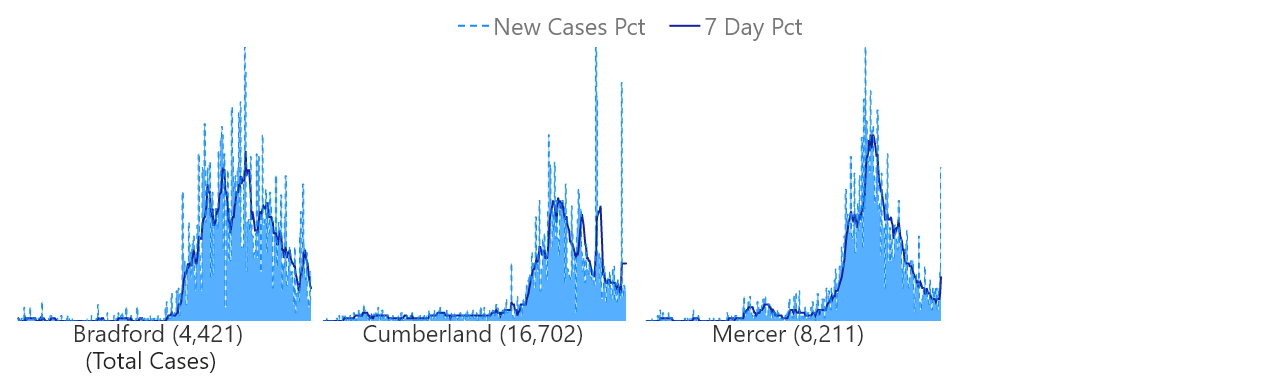 New Cases Pct 7 Day Pct
Bradford (4,421) Cumberland (16,702) Mercer (8,211)
(Total Cases)